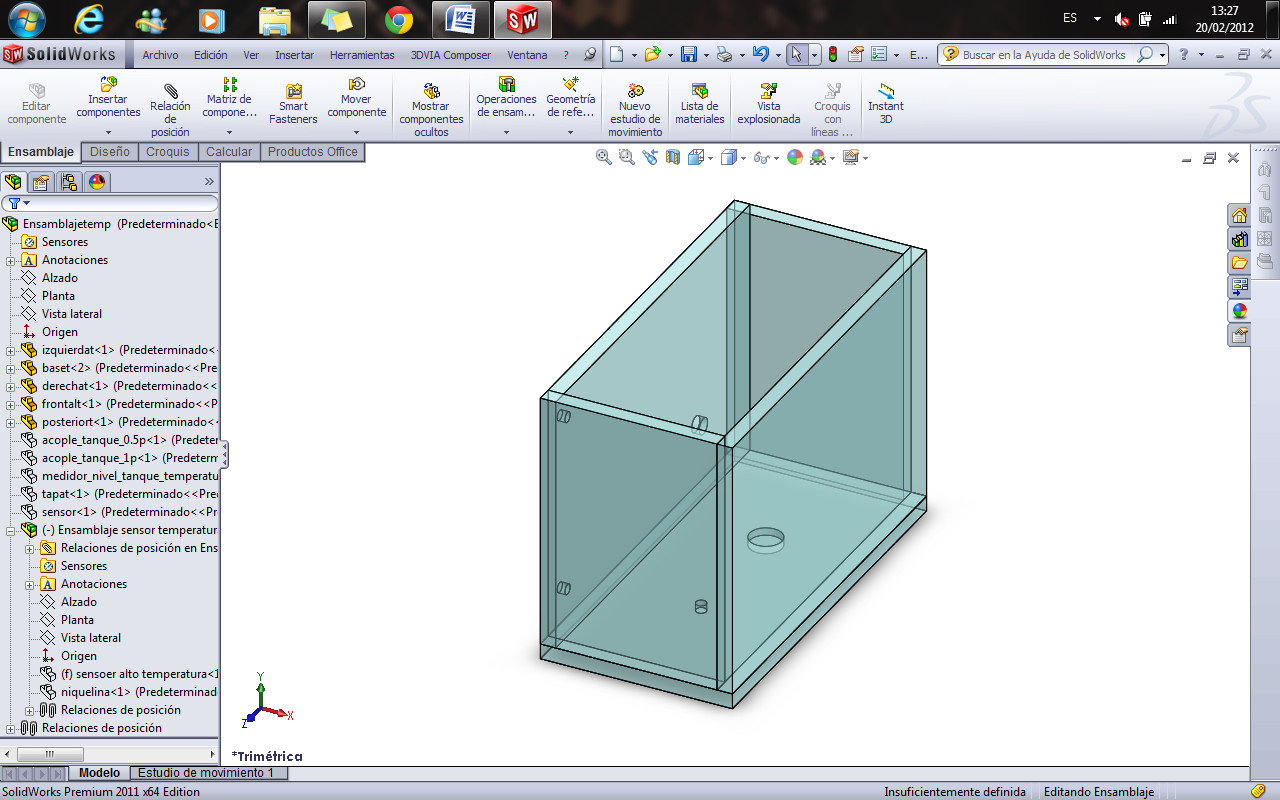 ES
13:27
20/02/2012
SolidWorks
Archivo Edición Ver Insertar Herramientas 3DVIA Composer Ventana ?
E... Buscar en la Ayuda de SolidWorks ?
Editar componente
Insertar componentes
Relación de posición
Matriz de compone...
Smart Fasteners
Mover componente
Mostrar componentes ocultos
Operaciones de ensam...
Geometría de refe...
Nuevo estudio de movimiento
Lista de materiales
Vista explosionada
Croquis con líneas ...
Instant 3D
Ensamblaje Diseño Croquis Calcular Productos Office
Ensamblajetemp (Predeterminado<E
Sensores
Anotaciones
Alzado
Planta
Vista lateral
Origen
izquierdat<1> (Predeterminado<
baset<2> (Predeterminado<<Pre
derechat<1> (Predeterminado<<
frontalt<1> (Predeterminado<<P
posteriort<1> (Predeterminado<
acople_tanque_0.5p<1> (Predeter
acople_tanque_1p<1> (Predeterm
medidor_nivel_tanque_temperatu
tapat<1> (Predeterminado<<Pre
sensor<1> (Predeterminado<<Pr
(-) Ensamblaje sensor temperatur
Relaciones de posición en Ens
Sensores
Anotaciones
Alzado
Planta
Vista lateral
Origen
(f) sensoer alto temperatura<1
niquelina<1> (Predeterminad
Relaciones de posición
Relaciones de posición
Y
X
Z
*Trimétrica
Modelo Estudio de movimiento 1
SolidWorks Premium 2011 x64 Edition
Insuficientemente definida Editando Ensamblaje